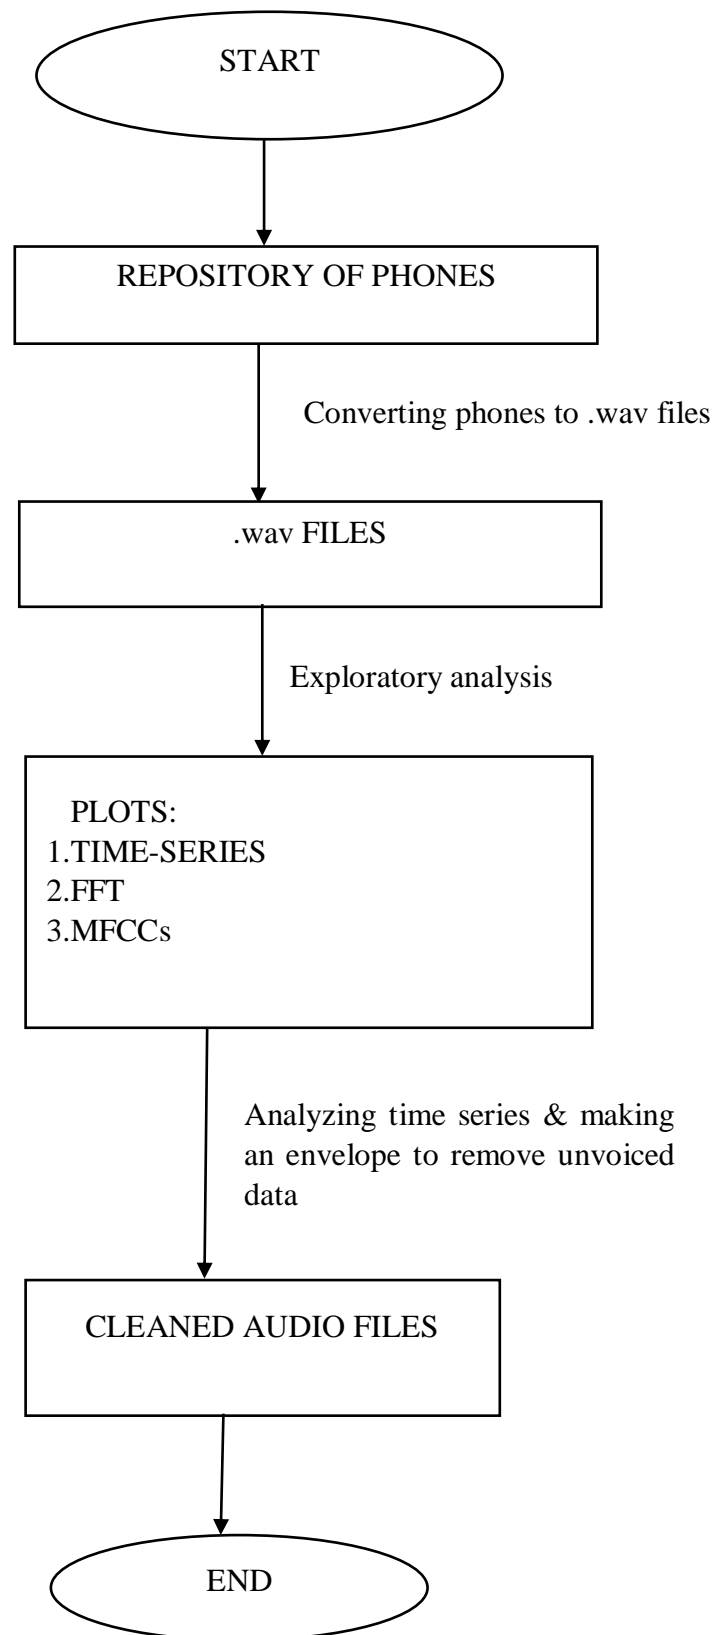 START
REPOSITORY OF PHONES
Converting phones to .wav files
.wav FILES
Exploratory analysis
PLOTS:
1.TIME-SERIES
2.FFT
3.MFCCs
Analyzing time series & making
an envelope to remove unvoiced
data
CLEANED AUDIO FILES
END